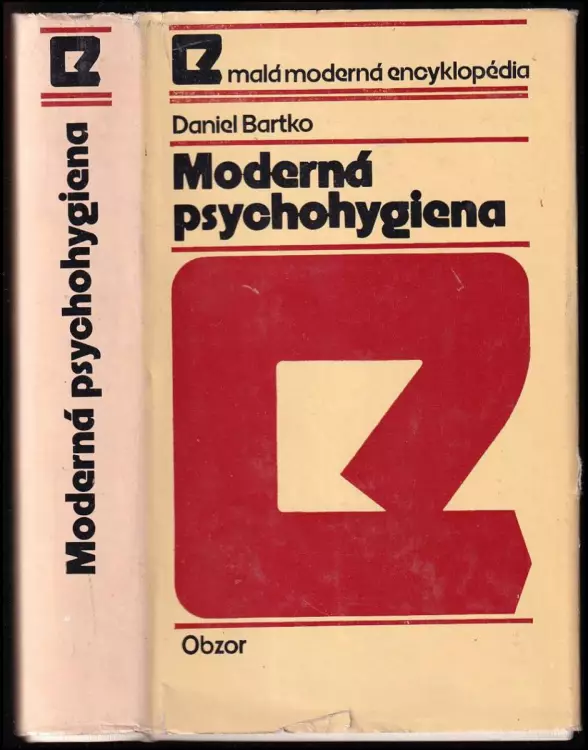 Moderná psychohygiena
malá moderná encyklopédia
Daniel Bartko
Moderná
psychohygiena
Obzor